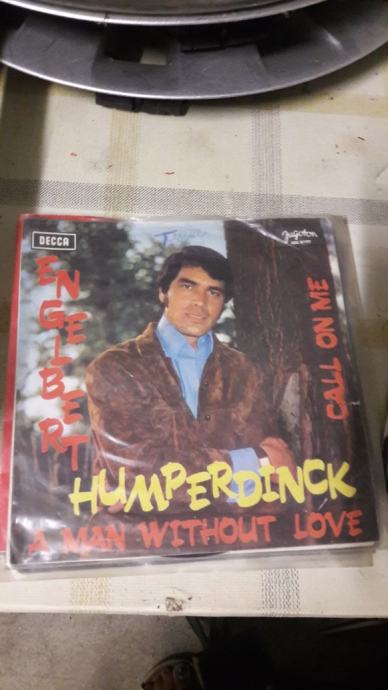 DECCA
Jugoton
ENGELBERT
HUMPERDINCK
CALL ON ME
A MAN WITHOUT LOVE